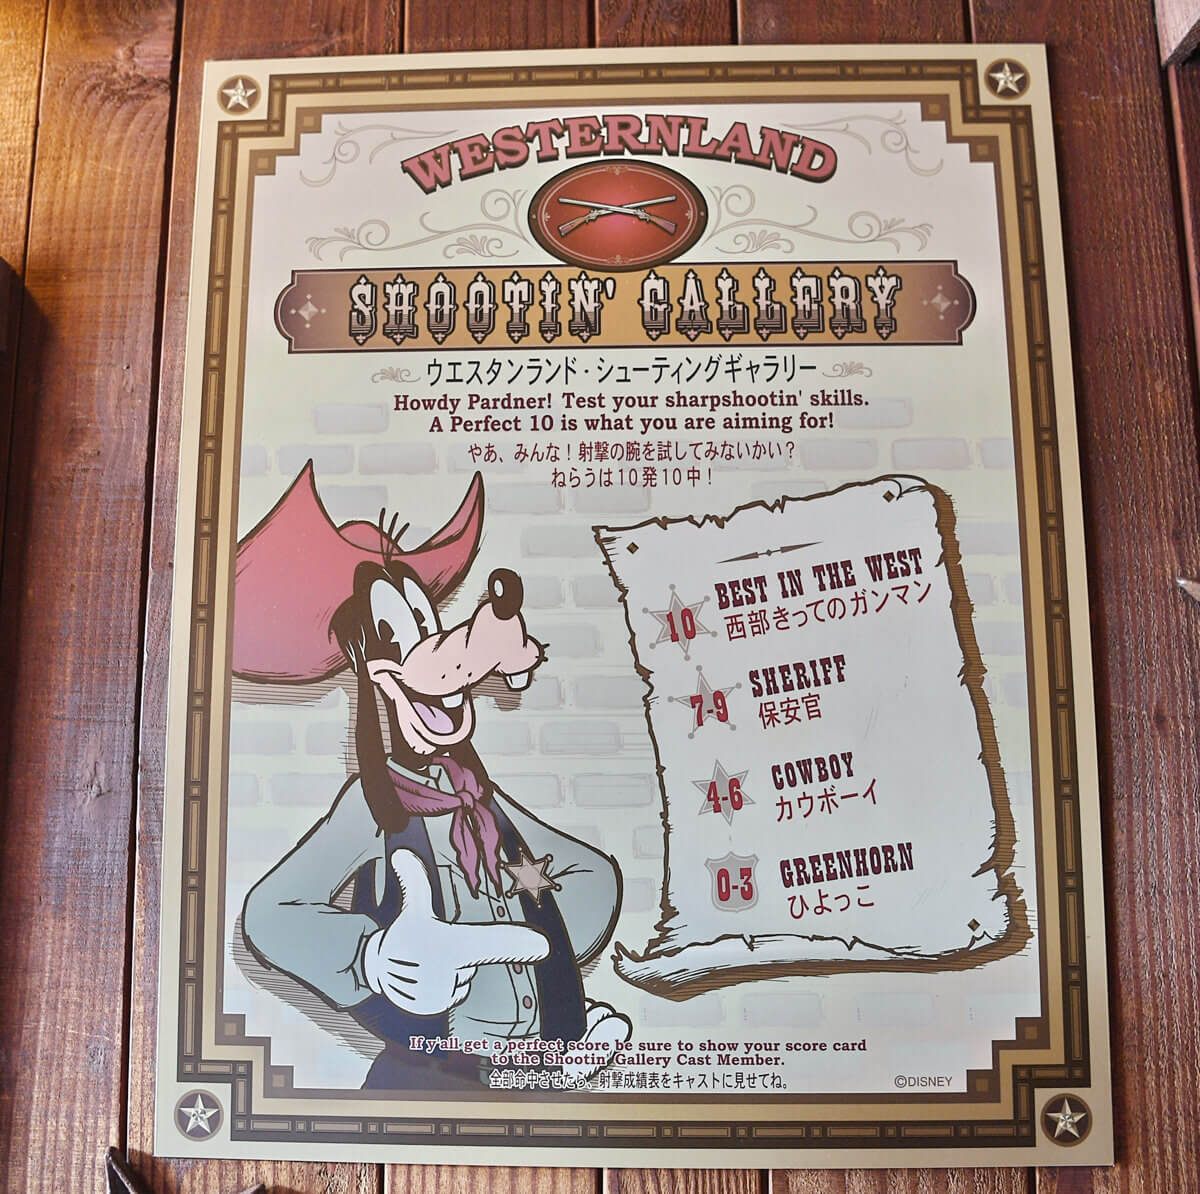 WESTERNLAND
SHOOTIN' GALLERY
ウエスタンランド・シューティングギャラリー
Howdy Pardner! Test your sharpshootin' skills.
A Perfect 10 is what you are aiming for!
やあ、みんな！射撃の腕を試してみないかい？
ねらうは10発10中！
10 BEST IN THE WEST
西部きってのガンマン
7-9 SHERIFF
保安官
4-6 COWBOY
カウボーイ
0-3 GREENHORN
ひよっこ
If y'all get a perfect score be sure to show your score card
to the Shootin' Gallery Cast Member.
全部命中させたら、射撃成績表をキャストに見せてね。
©DISNEY